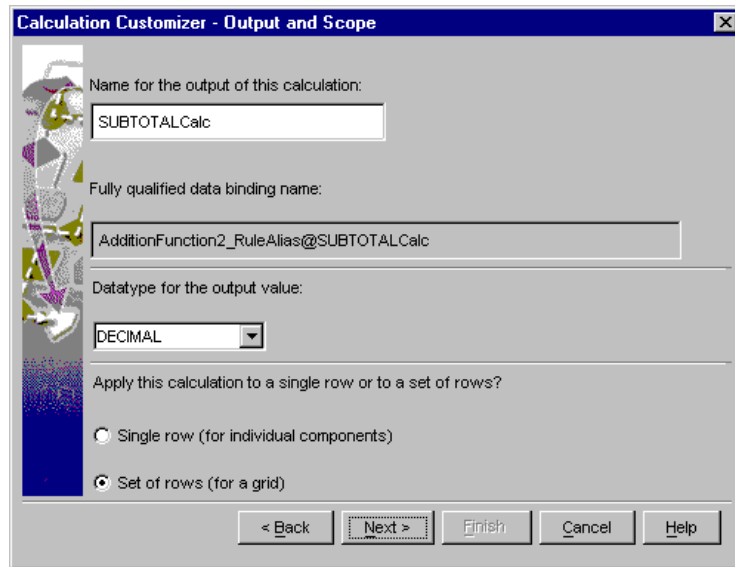 Calculation Customizer - Output and Scope
Name for the output of this calculation:
SUBTOTALCalc
Fully qualified data binding name:
AdditionFunction2_RuleAlias@SUBTOTALCalc
Datatype for the output value:
DECIMAL
Apply this calculation to a single row or to a set of rows?
Single row (for individual components)
Set of rows (for a grid)
< Back Next > Finish Cancel Help